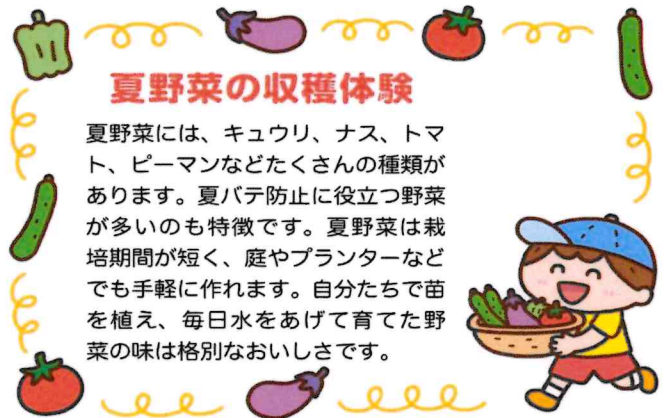 夏野菜の収穫体験
夏野菜には、キュウリ、ナス、トマ
ト、ピーマンなどたくさんの種類が
あります。夏バテ防止に役立つ野菜
が多いのも特徴です。夏野菜は栽
培期間が短く、庭やプランターなど
でも手軽に作れます。自分たちで苗
を植え、毎日水をあげて育てた野
菜の味は格別なおいしさです。